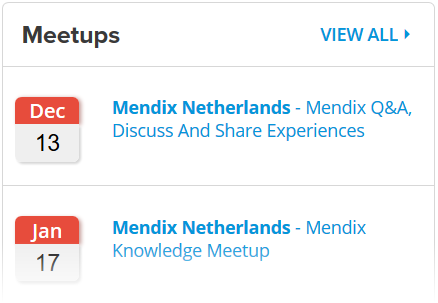 Meetups
VIEW ALL
Dec
13
Mendix Netherlands - Mendix Q&A,
Discuss And Share Experiences
Jan
17
Mendix Netherlands - Mendix
Knowledge Meetup